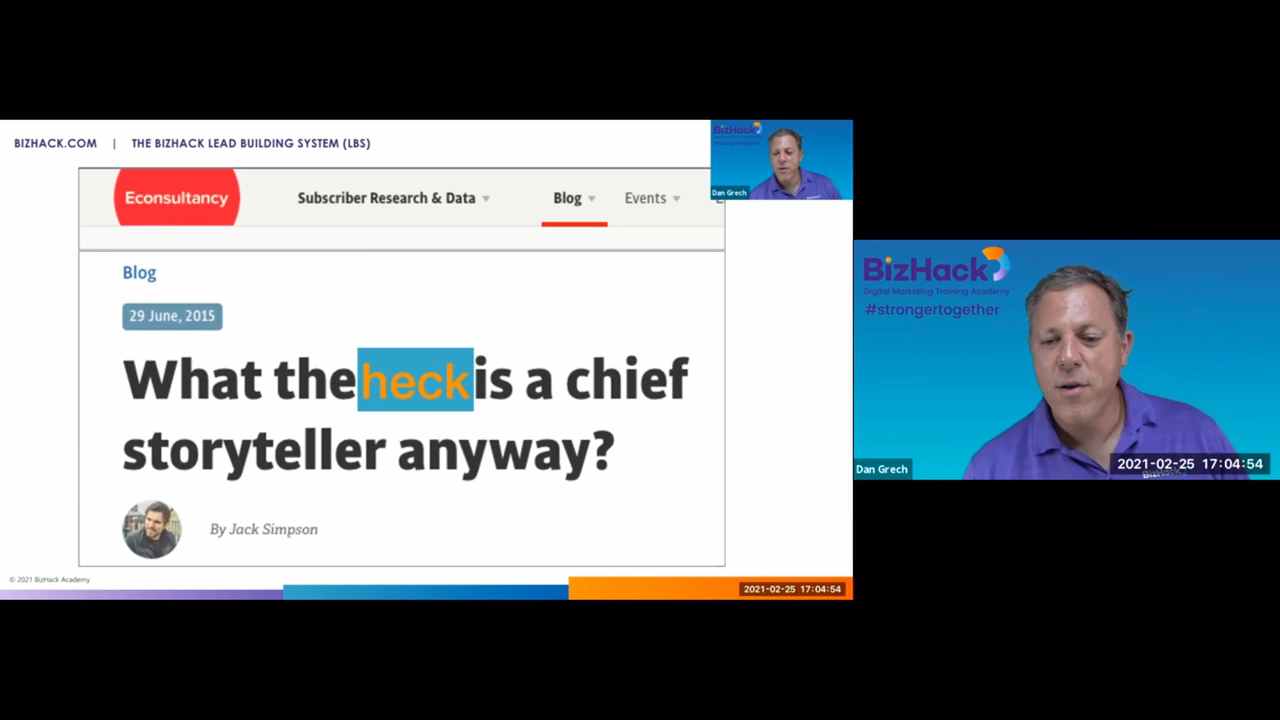 BIZHACK.COM | THE BIZHACK LEAD BUILDING SYSTEM (LBS)
BizHack
#strongertogether
Dan Grech
Econsultancy
Subscriber Research & Data
Blog
Events
Blog
29 June, 2015
What the heck is a chief
storyteller anyway?
By Jack Simpson
© 2021 BizHack Academy
2021-02-25 17:04:54
BizHack
Digital Marketing Training Academy
#strongertogether
Dan Grech
2021-02-25 17:04:54
BizHack